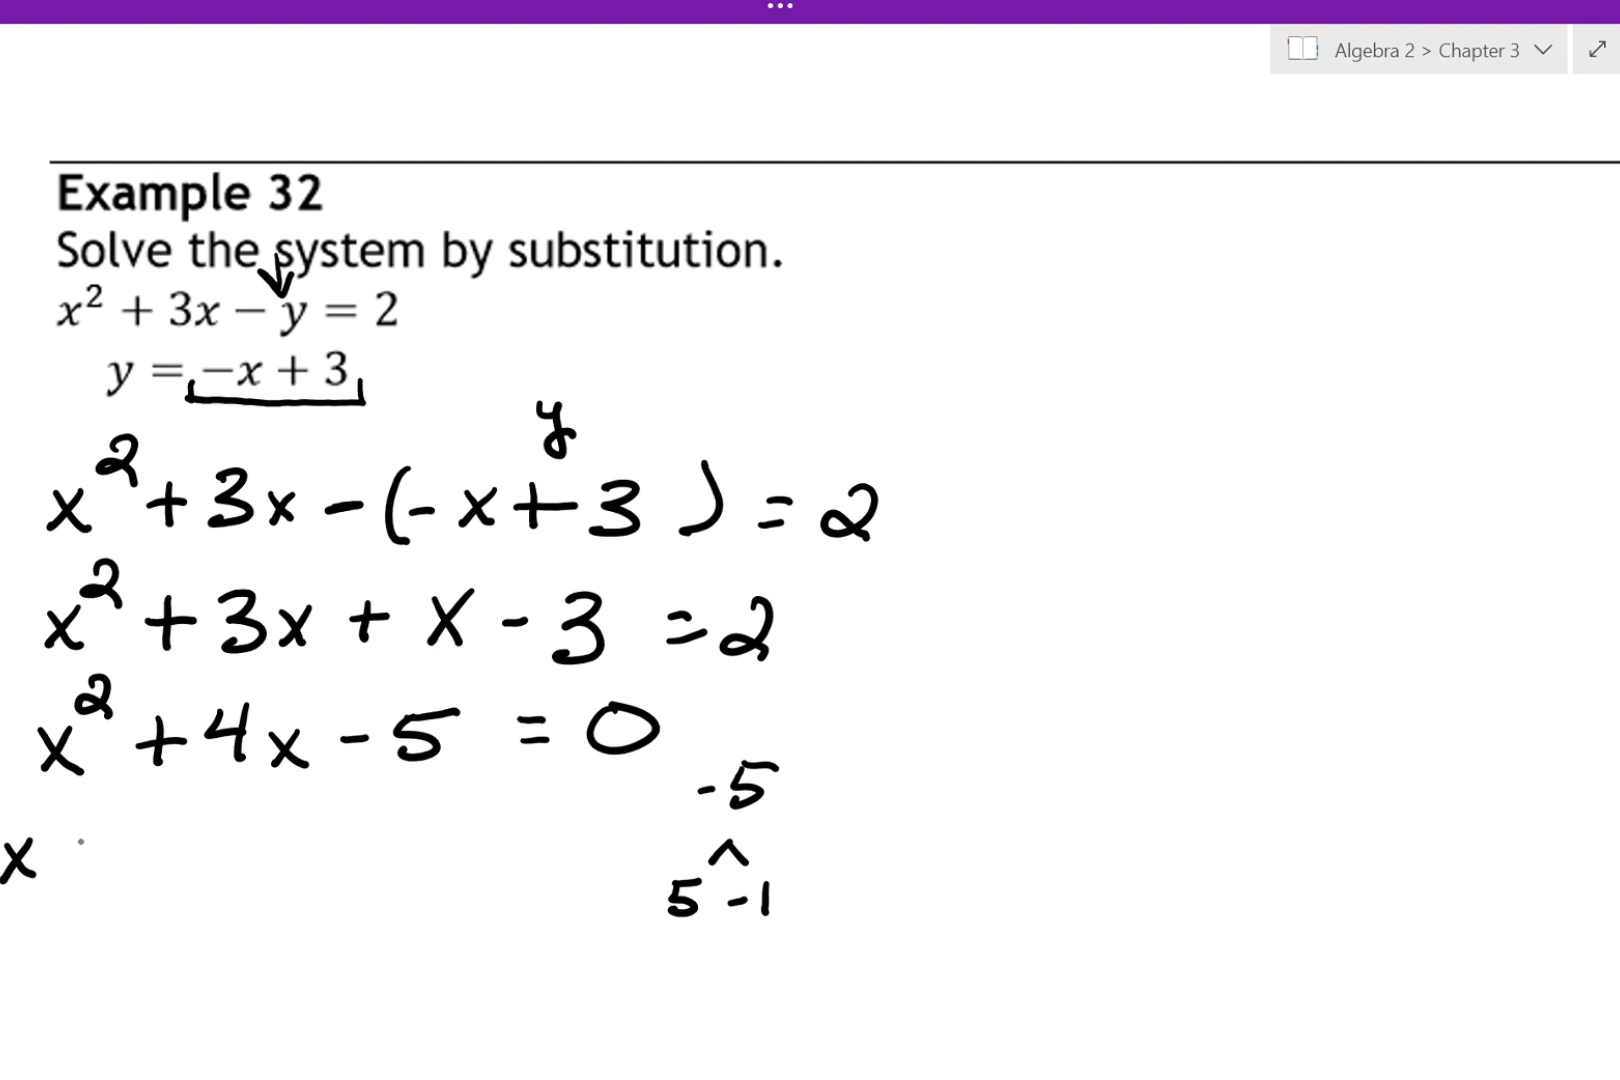 ...
Algebra 2 > Chapter 3
Example 32
Solve the system by substitution.
x² + 3x − y = 2
y = −x + 3
y
x² + 3x - (- x + 3 ) = 2
x² + 3x + x - 3 = 2
x² + 4x - 5 = 0
-5
x
5 -1